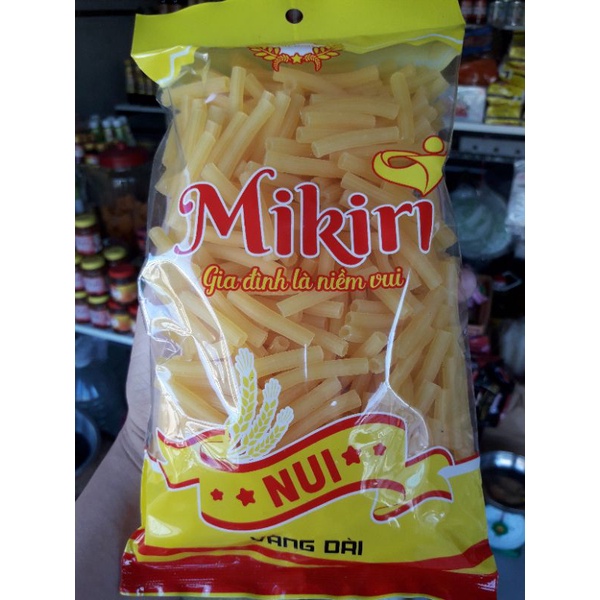 Mikiri
Gia đình là niềm vui
NUI
VÀNG DÀI